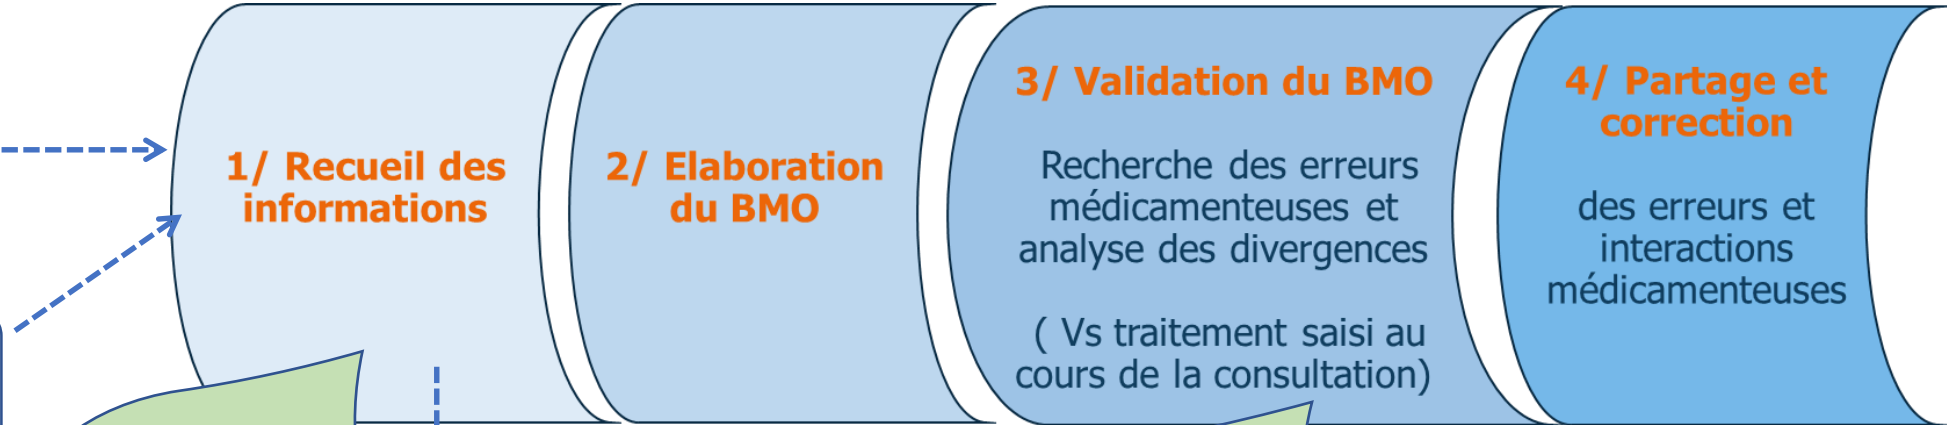 1/ Recueil des
informations
2/ Elaboration
du BMO
3/ Validation du BMO
Recherche des erreurs
médicamenteuses et
analyse des divergences
( Vs traitement saisi au
cours de la consultation)
4/ Partage et
correction
des erreurs et
interactions
médicamenteuses